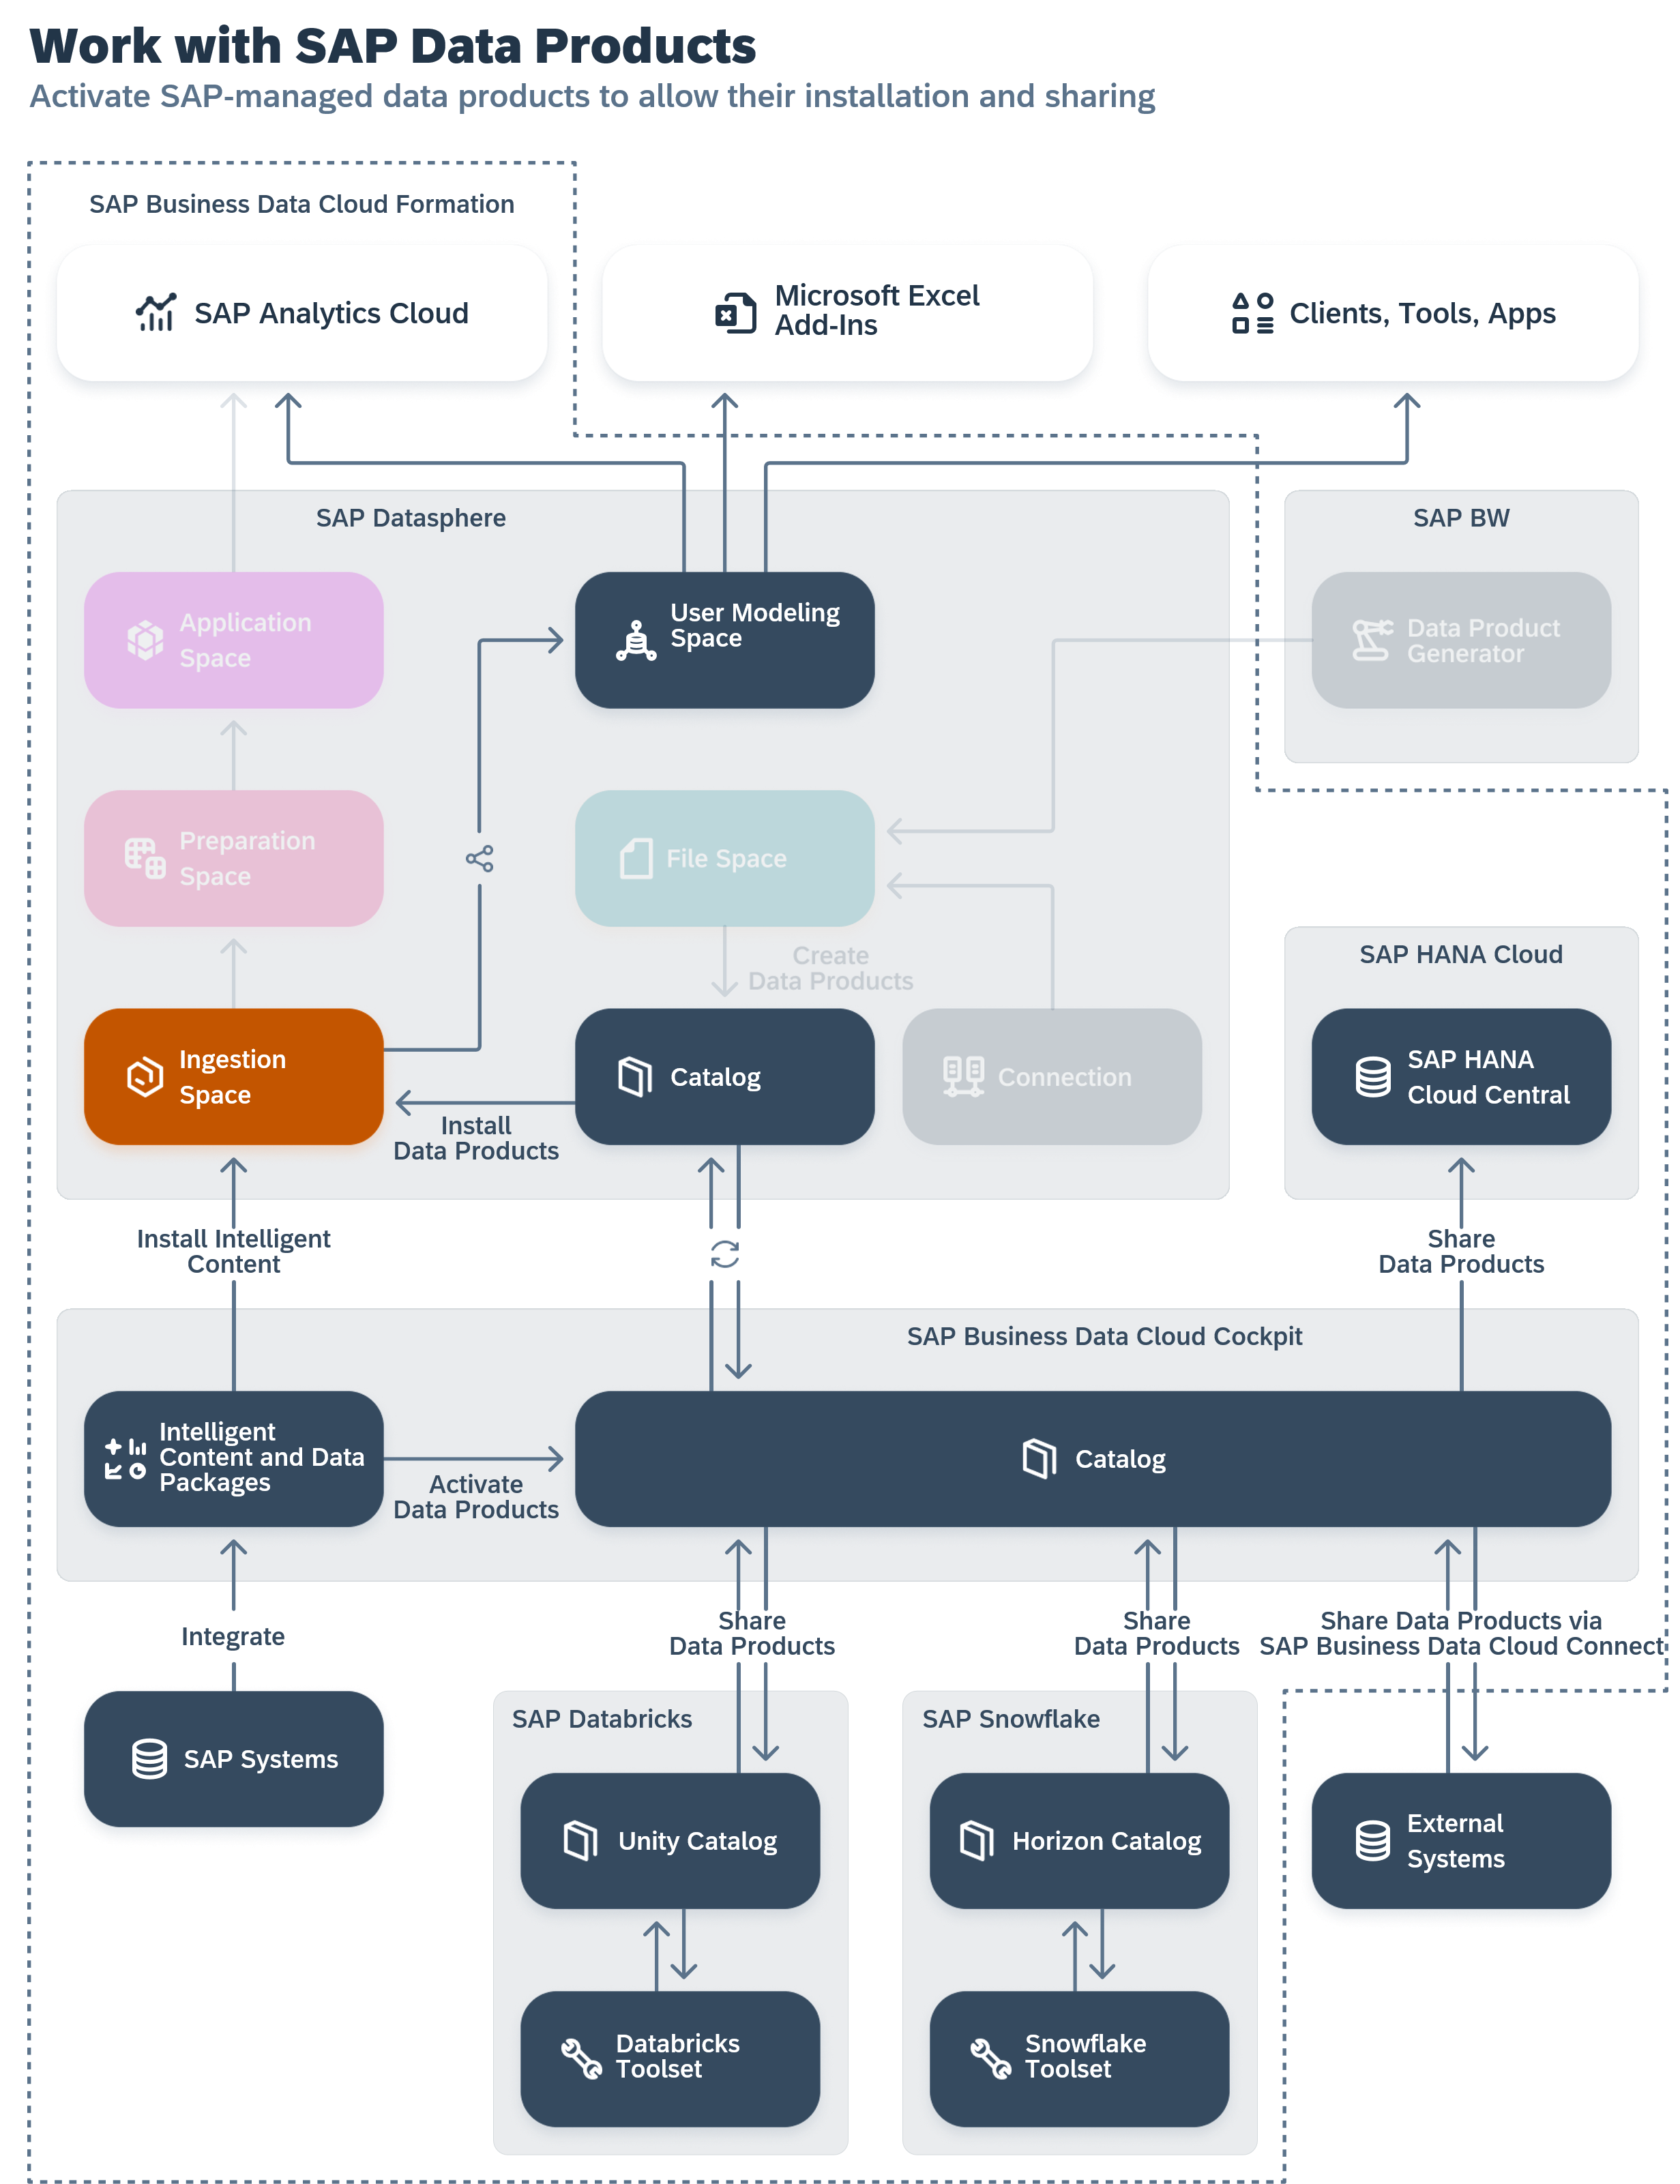 Work with SAP Data Products
Activate SAP-managed data products to allow their installation and sharing
SAP Business Data Cloud Formation
SAP Analytics Cloud
Microsoft Excel
Add-Ins
Clients, Tools, Apps
SAP Datasphere
SAP BW
Application
Space
User Modeling
Space
Data Product
Generator
Preparation
Space
File Space
Create
Data Products
SAP HANA Cloud
Ingestion
Space
Catalog
Connection
SAP HANA
Cloud Central
Install
Data Products
Install Intelligent
Content
Share
Data Products
SAP Business Data Cloud Cockpit
Intelligent
Content and Data
Packages
Catalog
Activate
Data Products
Integrate
Share
Data Products
Share
Data Products
Share Data Products via
SAP Business Data Cloud Connect
SAP Systems
SAP Databricks
SAP Snowflake
Unity Catalog
Horizon Catalog
External
Systems
Databricks
Toolset
Snowflake
Toolset